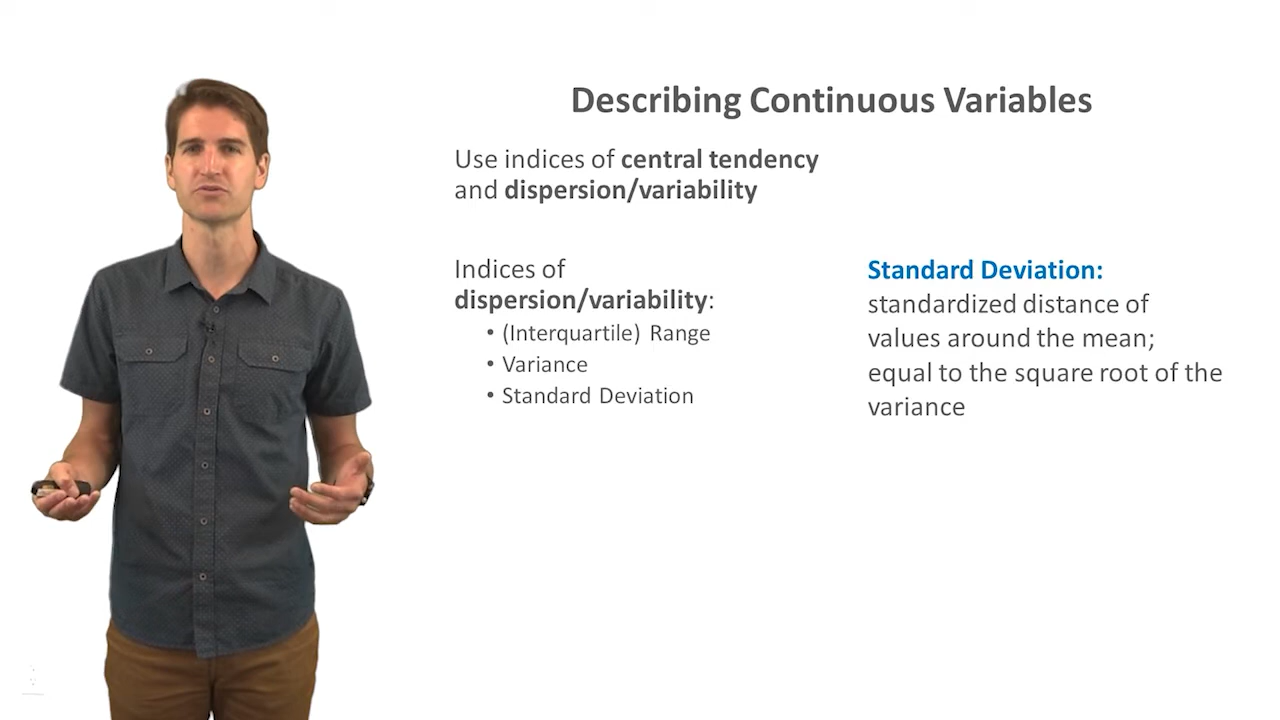 Describing Continuous Variables
Use indices of central tendency
and dispersion/variability
Indices of
dispersion/variability:
• (Interquartile) Range
• Variance
• Standard Deviation
Standard Deviation:
standardized distance of
values around the mean;
equal to the square root of the
variance